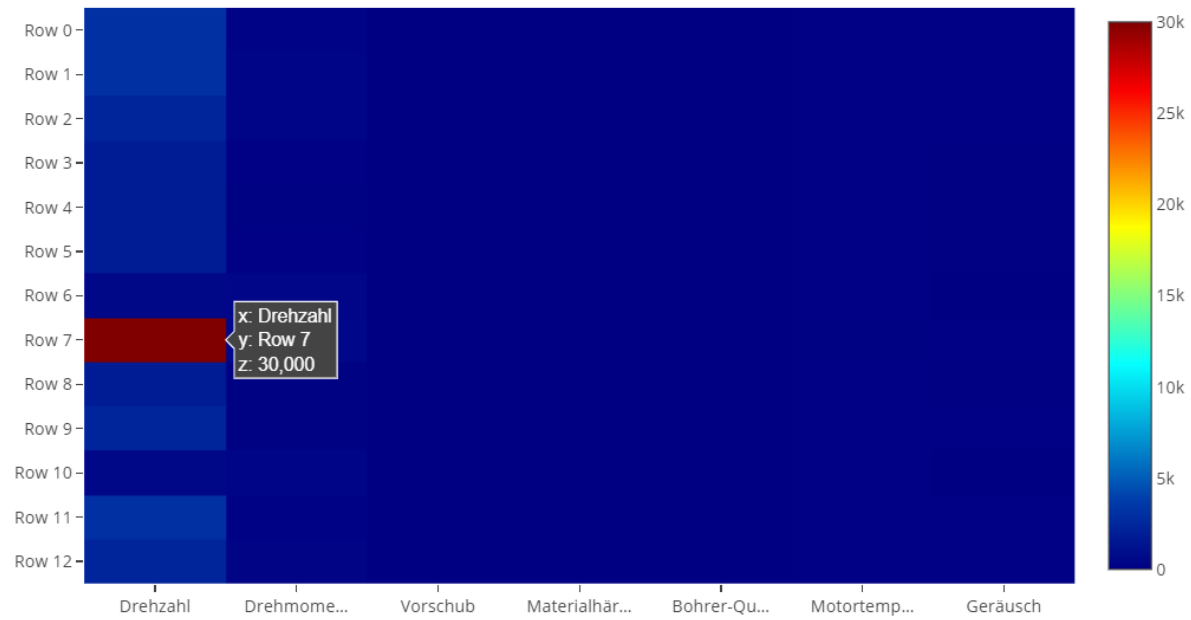 Row 0
Row 1
Row 2
Row 3
Row 4
Row 5
Row 6
Row 7
Row 8
Row 9
Row 10
Row 11
Row 12
x: Drehzahl
y: Row 7
z: 30,000
Drehzahl Drehmome... Vorschub Materialhär... Bohrer-Qu... Motortemp... Geräusch
30k
25k
20k
15k
10k
5k
0